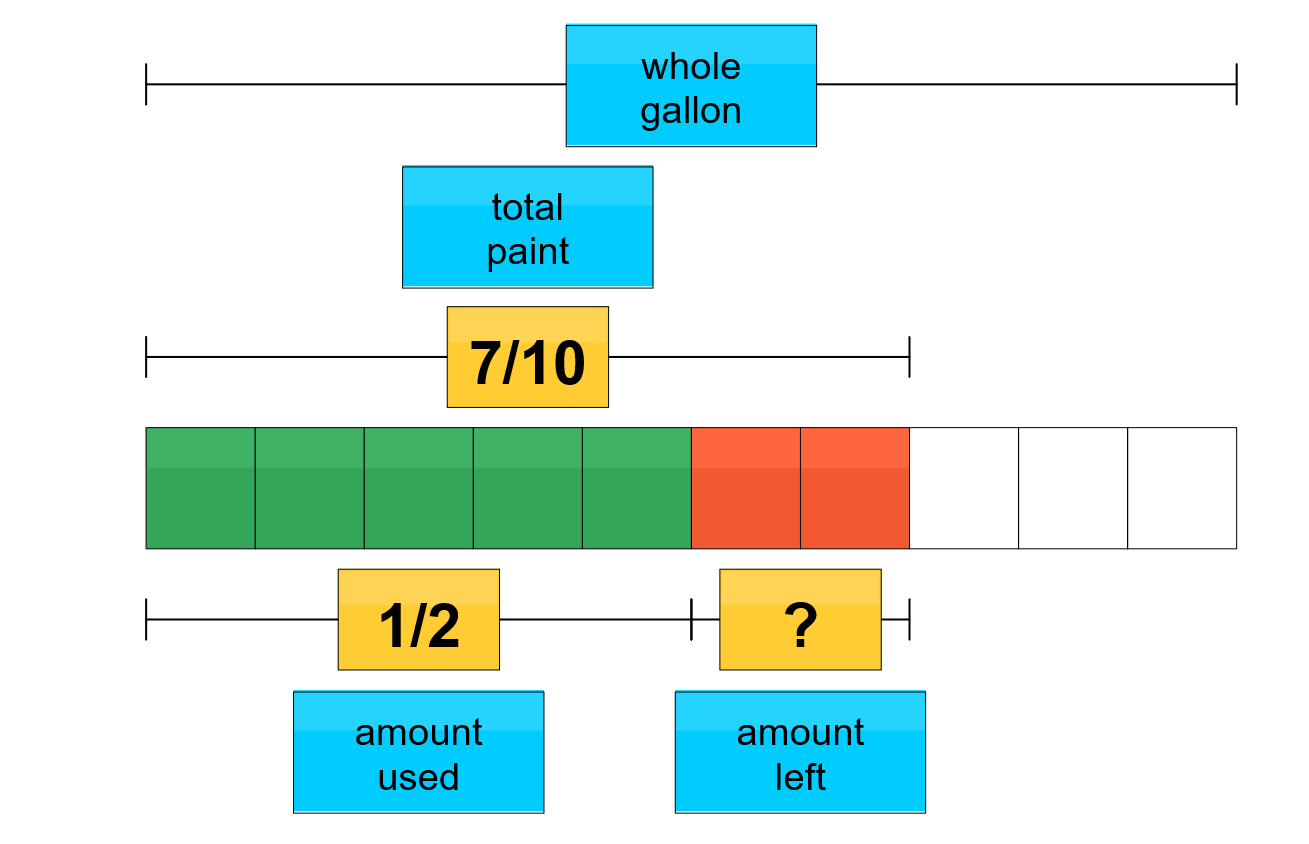 whole
gallon
total
paint
7/10
1/2
?
amount
used
amount
left